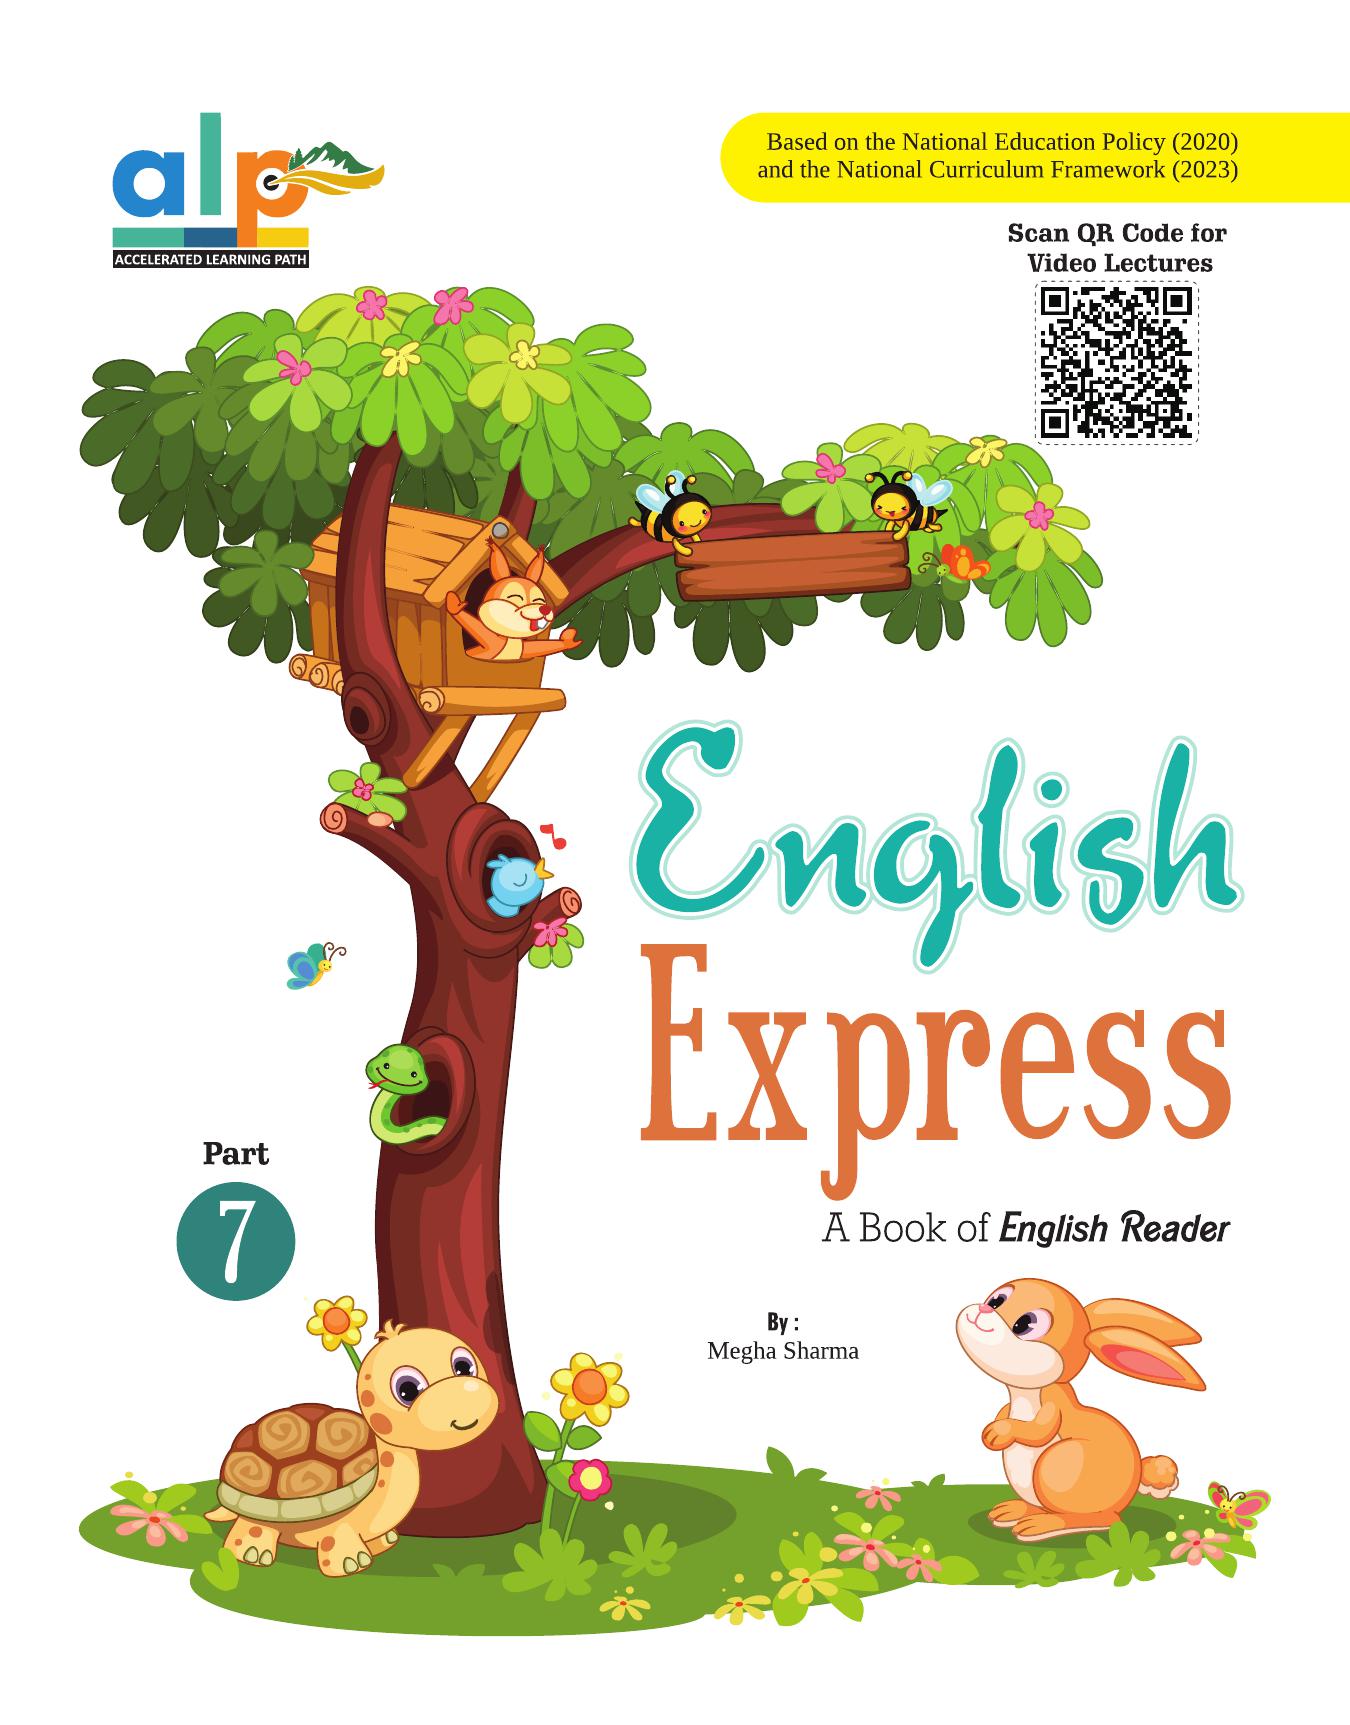 alp
ACCELERATED LEARNING PATH
Based on the National Education Policy (2020)
and the National Curriculum Framework (2023)
Scan QR Code for
Video Lectures
English
Express
A Book of English Reader
Part
7
By :
Megha Sharma